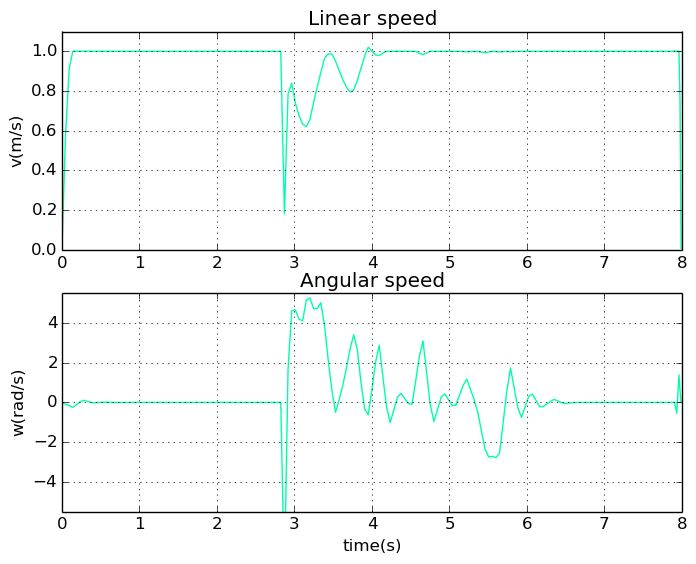 Linear speed
v(m/s)
1.0
0.8
0.6
0.4
0.2
0.0
0 1 2 3 4 5 6 7 8
Angular speed
w(rad/s)
4
2
0
−2
−4
0 1 2 3 4 5 6 7 8
time(s)